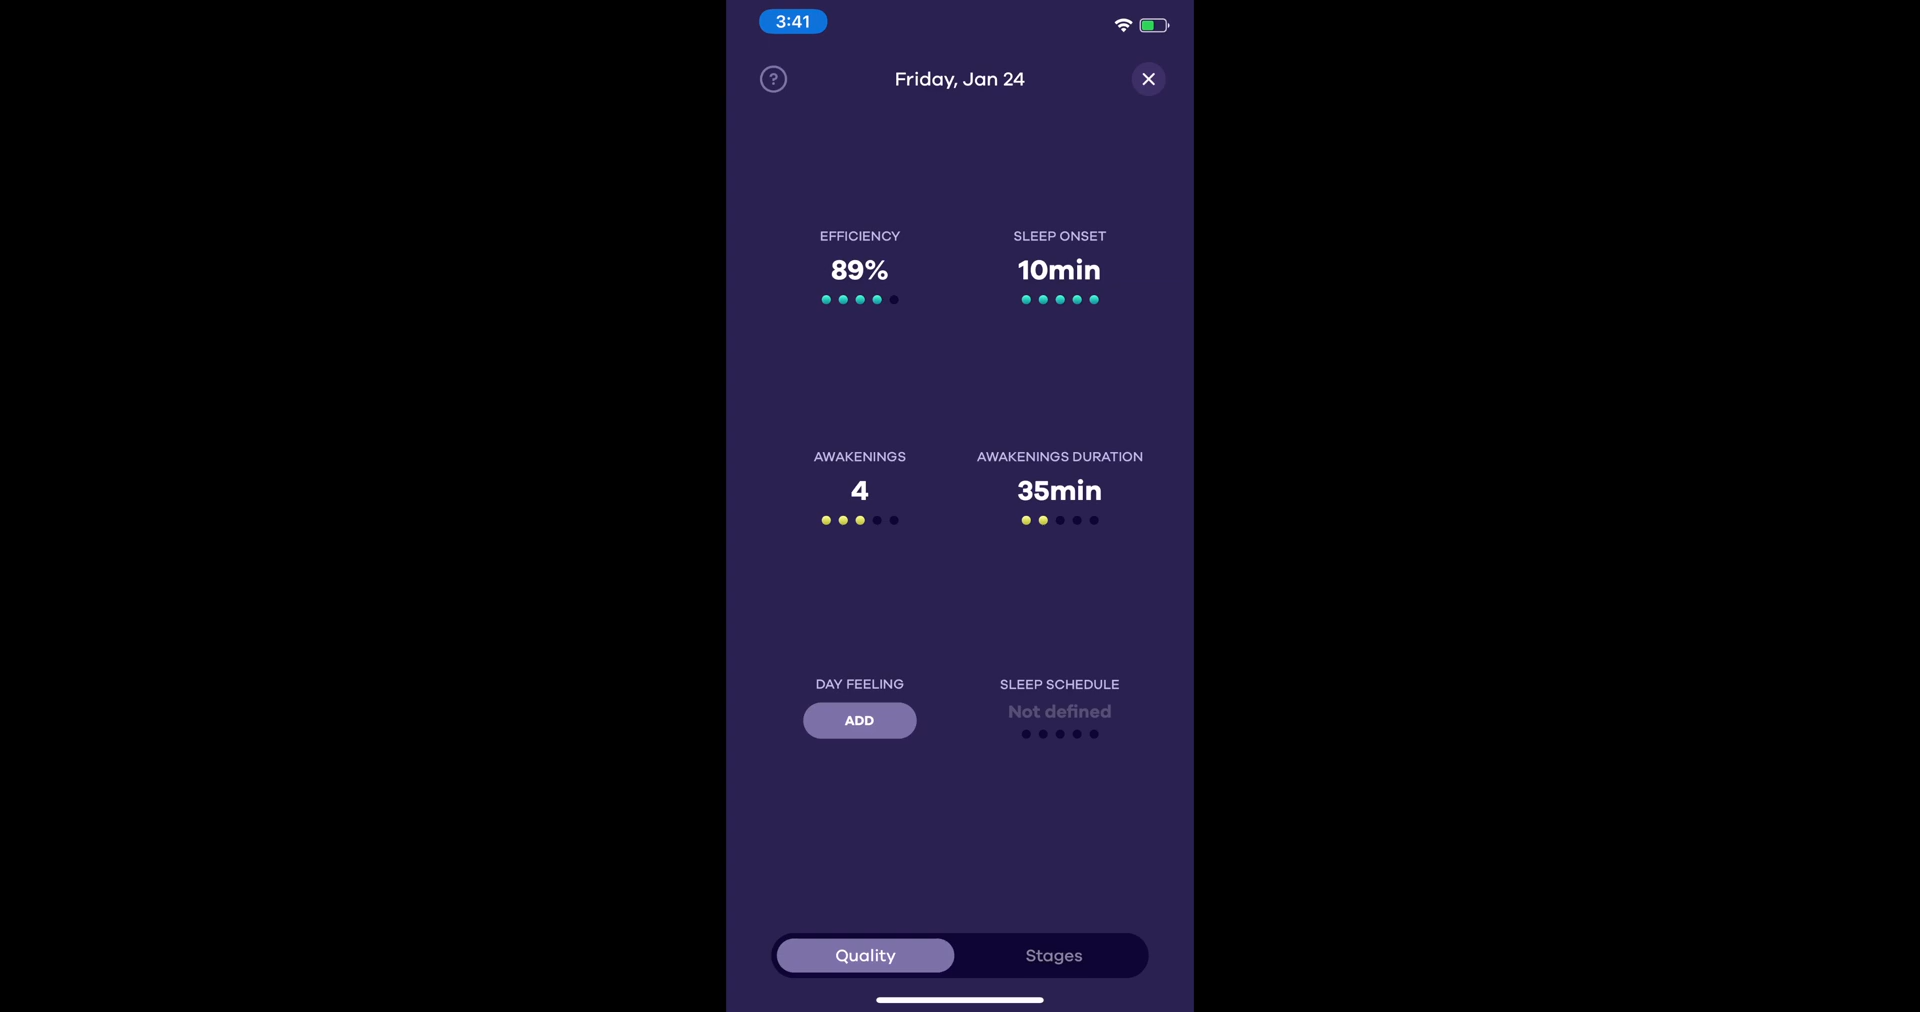 3:41
?
Friday, Jan 24
EFFICIENCY
89%
SLEEP ONSET
10min
AWAKENINGS
4
AWAKENINGS DURATION
35min
DAY FEELING
ADD
SLEEP SCHEDULE
Not defined
Quality
Stages